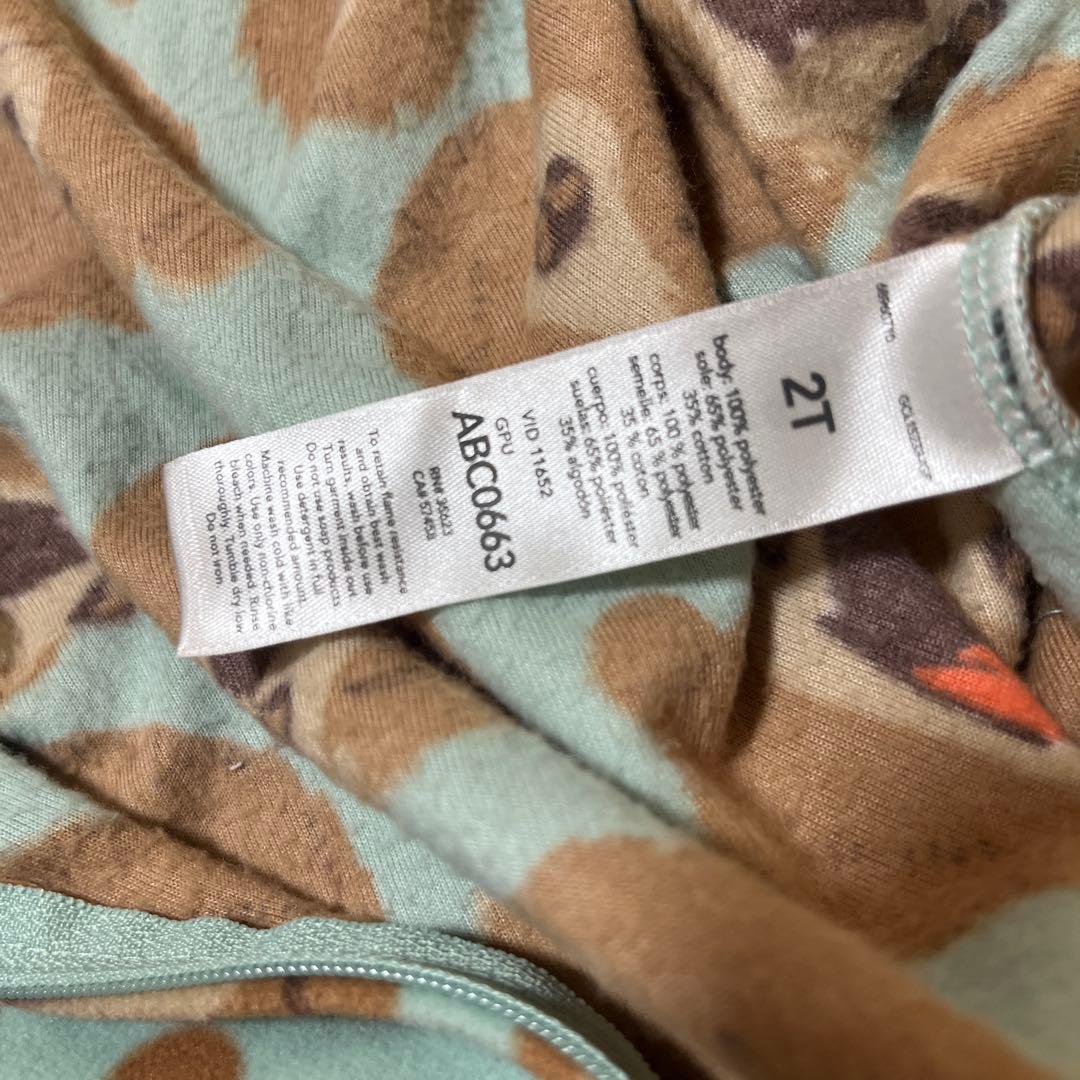 2T
body: 100% polyester
sole: 65% polyester
35% cotton
corps: 100 % polyester
semelle: 65 % polyester
35 % coton
cuerpo: 100% poliéster
suelas: 65% poliéster
35% algodón
VID 11652
GPU
ABC0663
CA# 57483
To retain flame resistance
and obtain best wash
results, wash before use
Turn garment inside out
Do not use soap products
Use detergent in full
recommended amount.
Machine wash cold with like
colors. Use only non-chlorine
bleach when needed. Rinse
thoroughly. Tumble dry low
Do not iron.